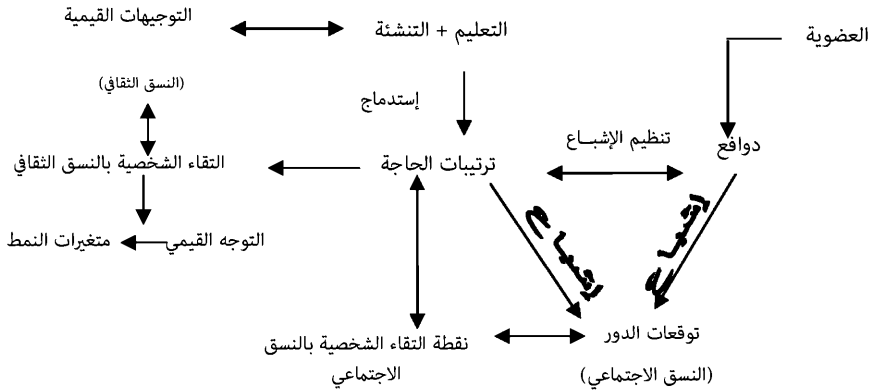 التوجيهات القيمية
التعليم + التنشئة
العضوية
(النسق الثقافي)
إستدماج
تنظيم الإشباع
دوافع
ترتيبات الحاجة
التقاء الشخصية بالنسق الثقافي
إشباع
إشباع
التوجه القيمي
متغيرات النمط
توقعات الدور
(النسق الاجتماعي)
نقطة التقاء الشخصية بالنسق
الاجتماعي